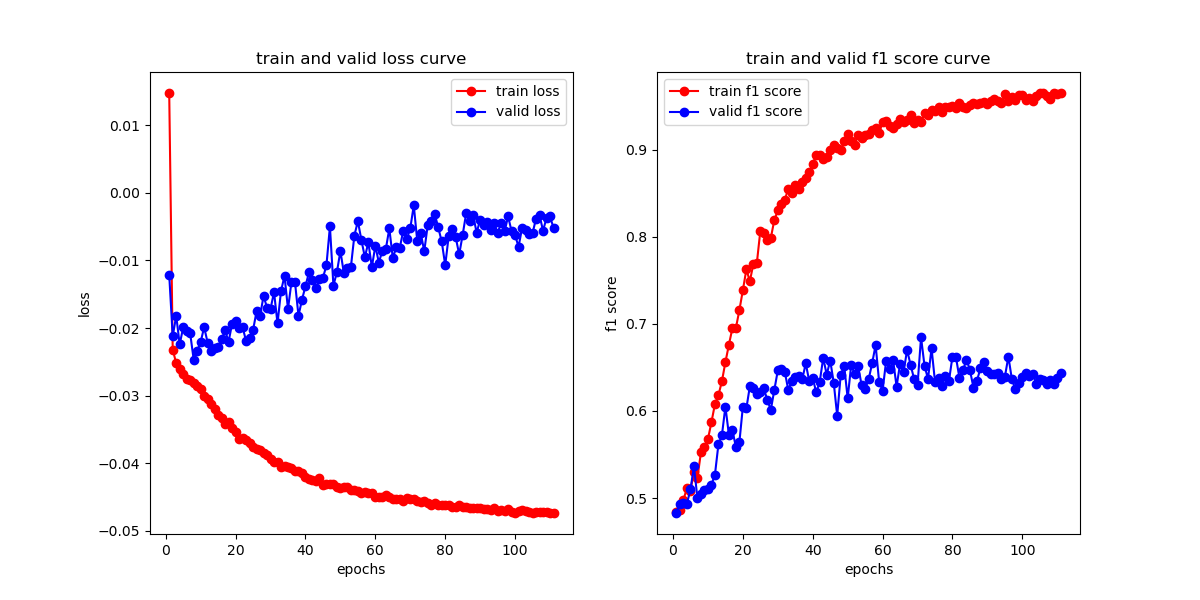 train and valid loss curve
train loss
valid loss
0.01
0.00
−0.01
−0.02
−0.03
−0.04
−0.05
loss
0 20 40 60 80 100
epochs
train and valid f1 score curve
train f1 score
valid f1 score
0.9
0.8
0.7
0.6
0.5
f1 score
0 20 40 60 80 100
epochs